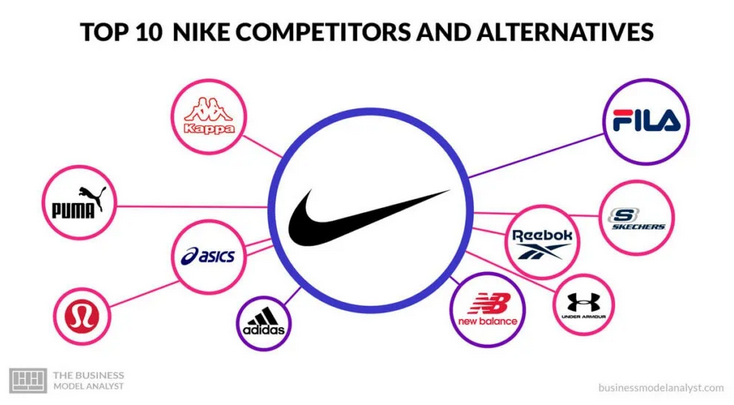 TOP 10 NIKE COMPETITORS AND ALTERNATIVES
Kappa
FILA
PUMA
S
SKECHERS
Reebok
asics
adidas
NB
new balance
UNDER ARMOUR
THE BUSINESS
MODEL ANALYST
businessmodelanalyst.com